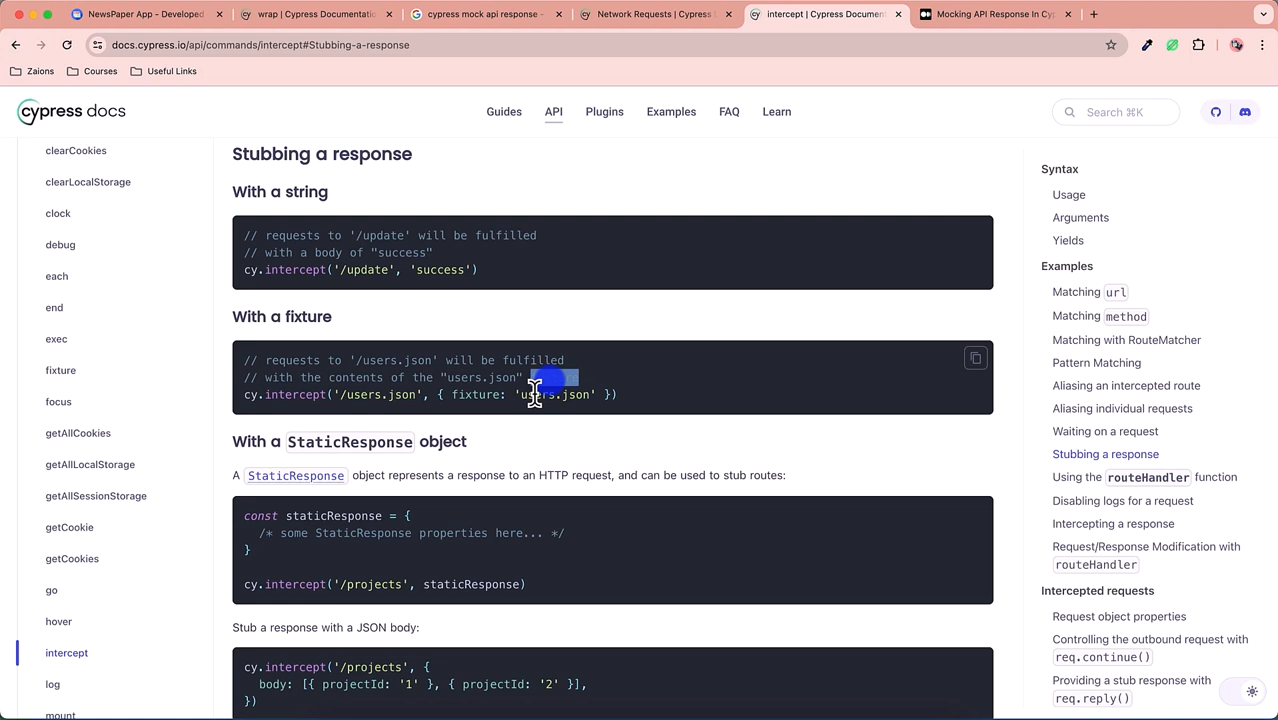 NewsPaper App - Developed
wrap | Cypress Documentatio
cypress mock api response -
Network Requests | Cypress
intercept | Cypress Document
Mocking API Response In Cyp
docs.cypress.io/api/commands/intercept#Stubbing-a-response
Zaions
Courses
Useful Links
cypress docs
Guides
API
Plugins
Examples
FAQ
Learn
Search ⌘K
clearCookies
clearLocalStorage
clock
debug
each
end
exec
fixture
focus
getAllCookies
getAllLocalStorage
getAllSessionStorage
getCookie
getCookies
go
hover
intercept
log
mount
Stubbing a response
With a string
// requests to '/update' will be fulfilled
// with a body of "success"
cy.intercept('/update', 'success')
With a fixture
// requests to '/users.json' will be fulfilled
// with the contents of the "users.json"
cy.intercept('/users.json', { fixture: 'users.json' })
With a StaticResponse object
A StaticResponse object represents a response to an HTTP request, and can be used to stub routes:
const staticResponse = {
/* some StaticResponse properties here... */
}
cy.intercept('/projects', staticResponse)
Stub a response with a JSON body:
cy.intercept('/projects', {
body: [{ projectId: '1' }, { projectId: '2' }],
})
Syntax
Usage
Arguments
Yields
Examples
Matching url
Matching method
Matching with RouteMatcher
Pattern Matching
Aliasing an intercepted route
Aliasing individual requests
Waiting on a request
Stubbing a response
Using the routeHandler function
Disabling logs for a request
Intercepting a response
Request/Response Modification with
routeHandler
Intercepted requests
Request object properties
Controlling the outbound request with
req.continue()
Providing a stub response with
req.reply()